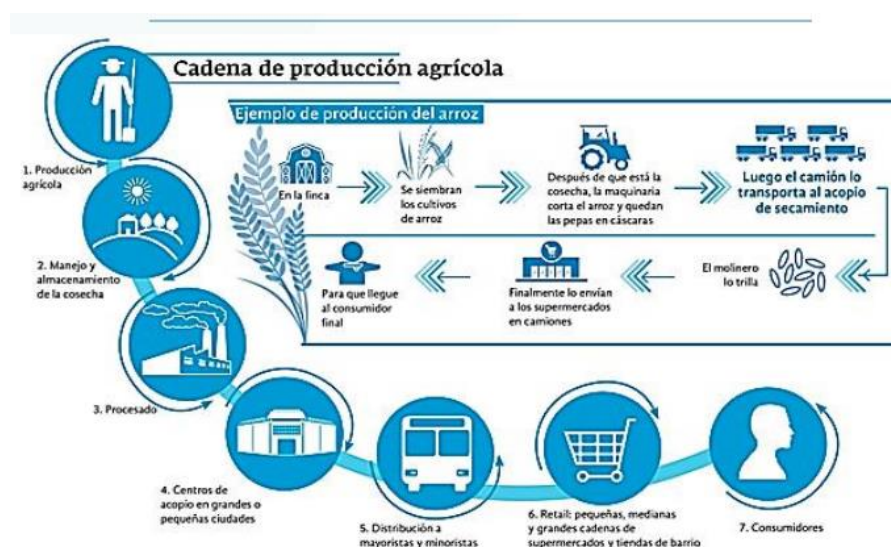 Cadena de producción agrícola
Ejemplo de producción del arroz
En la finca
Se siembran
los cultivos
de arroz
Después de que está la
cosecha, la maquinaria
corta el arroz y quedan
las pepas en cáscaras
Luego el camión lo
transporta al acopio
de secamiento
El molinero
lo trilla
Finalmente lo envían
a los supermercados
en camiones
Para que llegue
al consumidor
final
1. Producción
agrícola
2. Manejo y
almacenamiento
de la cosecha
3. Procesado
4. Centros de
acopio en grandes o
pequeñas ciudades
5. Distribución a
mayoristas y minoristas
6. Retail: pequeñas, medianas
y grandes cadenas de
supermercados y tiendas de barrio
7. Consumidores